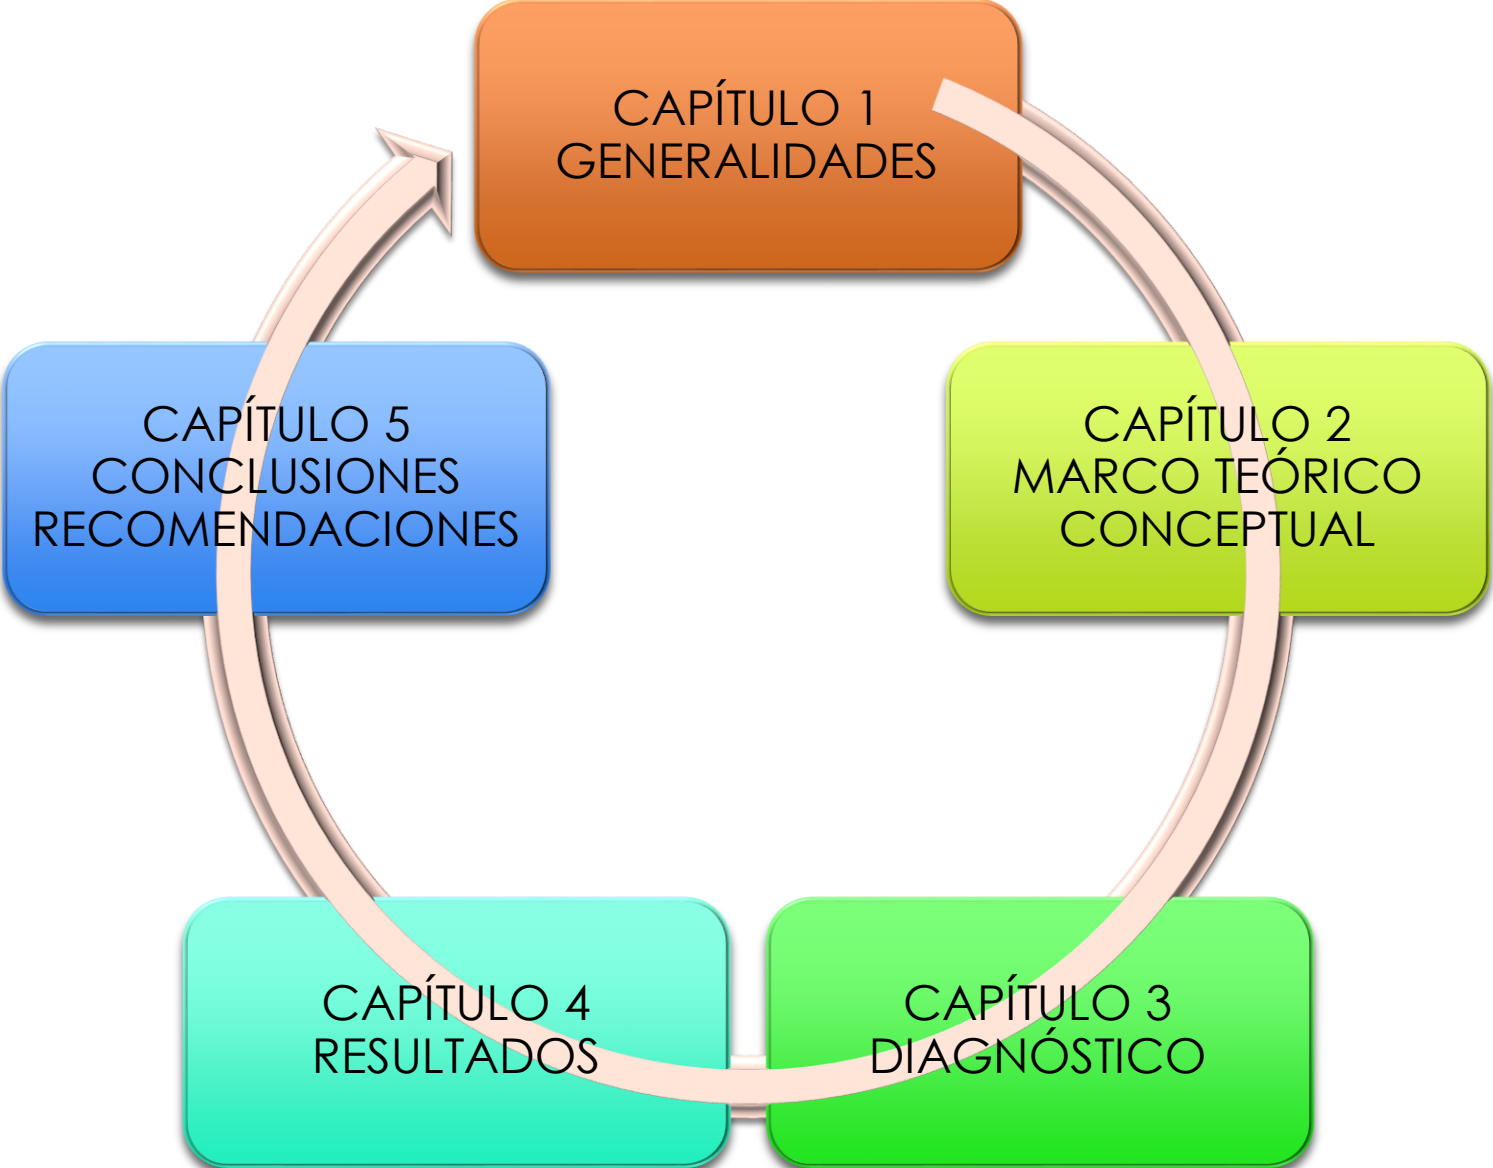 CAPÍTULO 1
GENERALIDADES
CAPÍTULO 2
MARCO TEÓRICO
CONCEPTUAL
CAPÍTULO 3
DIAGNÓSTICO
CAPÍTULO 4
RESULTADOS
CAPÍTULO 5
CONCLUSIONES
RECOMENDACIONES